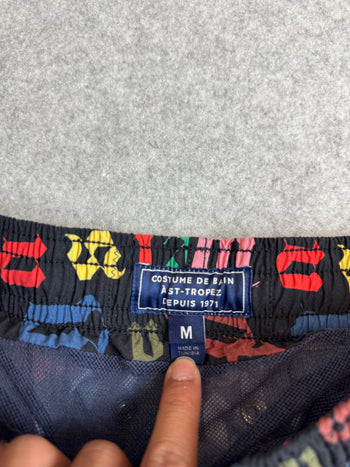 COSTUME DE BAIN
À ST-TROPEZ
DEPUIS 1971
M
MADE IN
TUNISIA